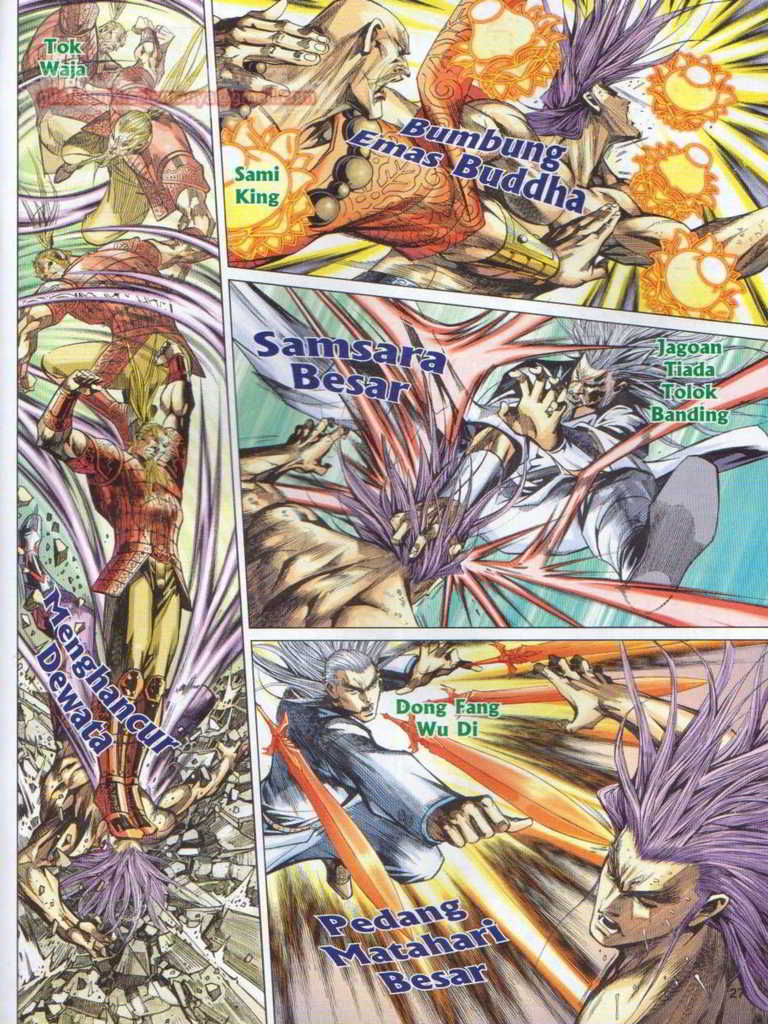 Tok
Waja
Menghancur
Dewata
Sami
King
Bumbung
Emas Buddha
Samsara
Besar
Jagoan
Tiada
Tolok
Banding
Dong Fang
Wu Di
Pedang
Matahari
Besar
27